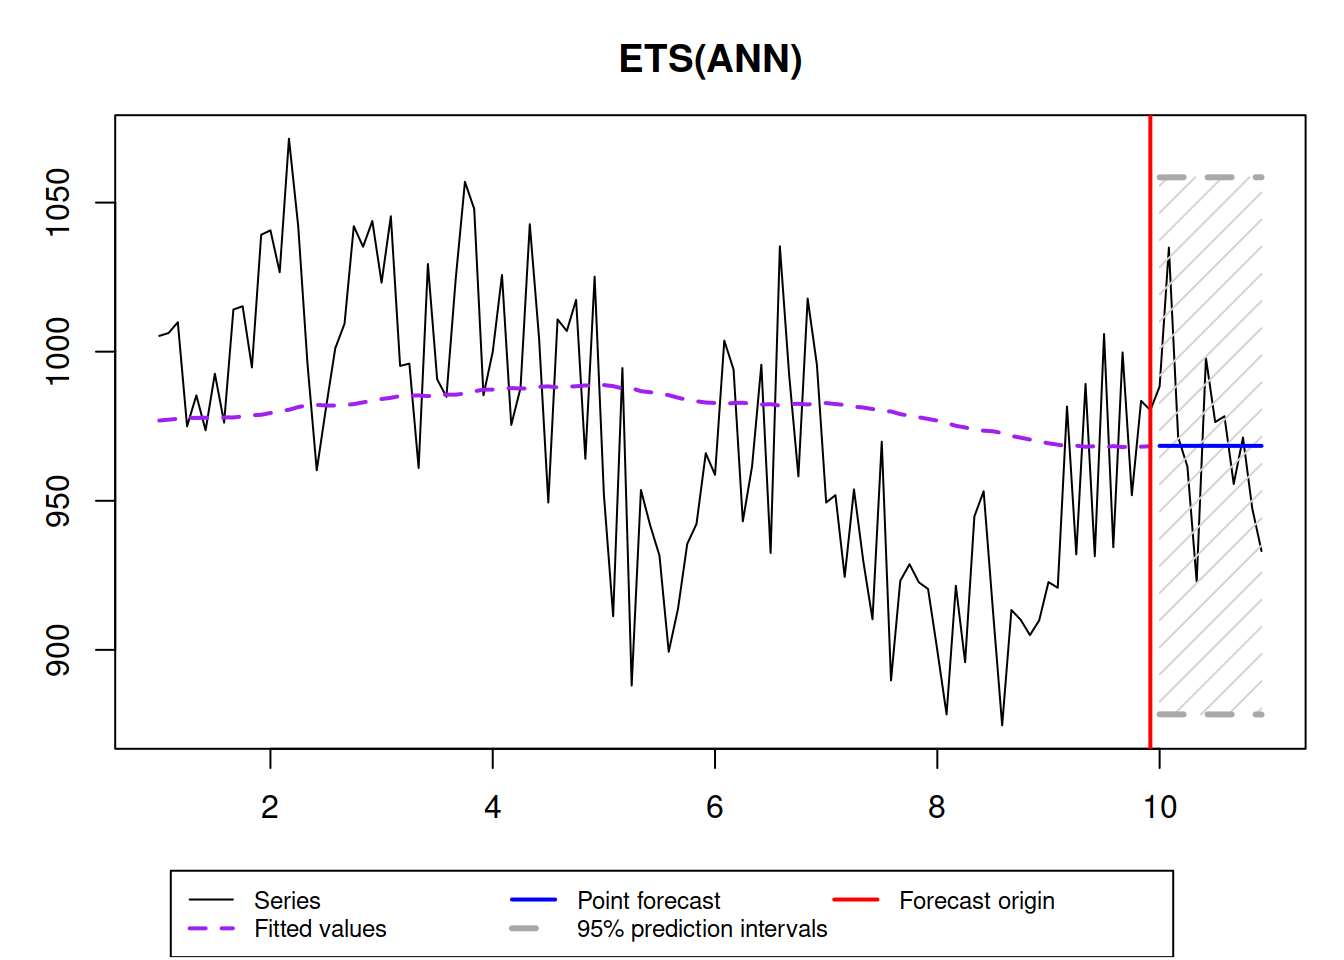 ETS(ANN)
1050
1000
950
900
2 4 6 8 10
Series Point forecast Forecast origin
Fitted values 95% prediction intervals